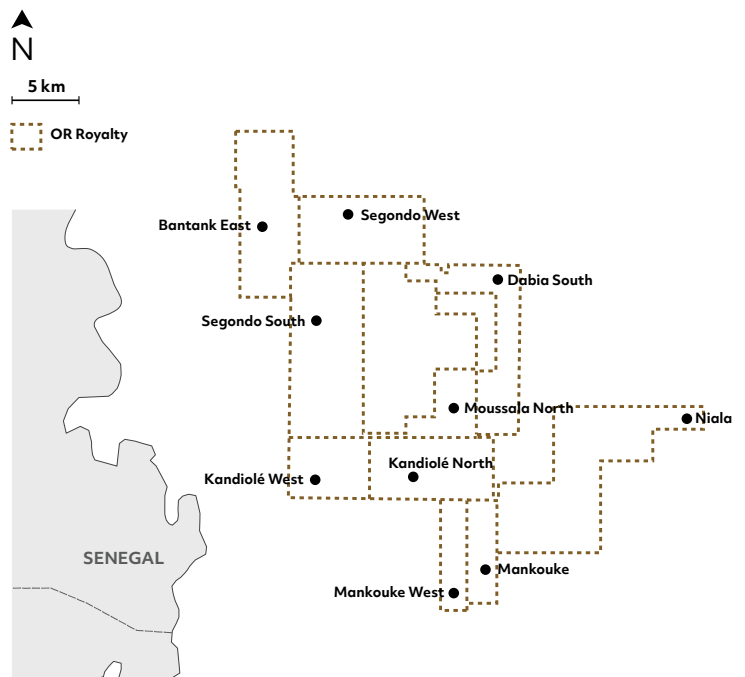 N
5 km
OR Royalty
Segondo West
Bantank East
Dabia South
Segondo South
Moussala North
Niala
Kandiolé North
Kandiolé West
SENEGAL
Mankouke
Mankouke West